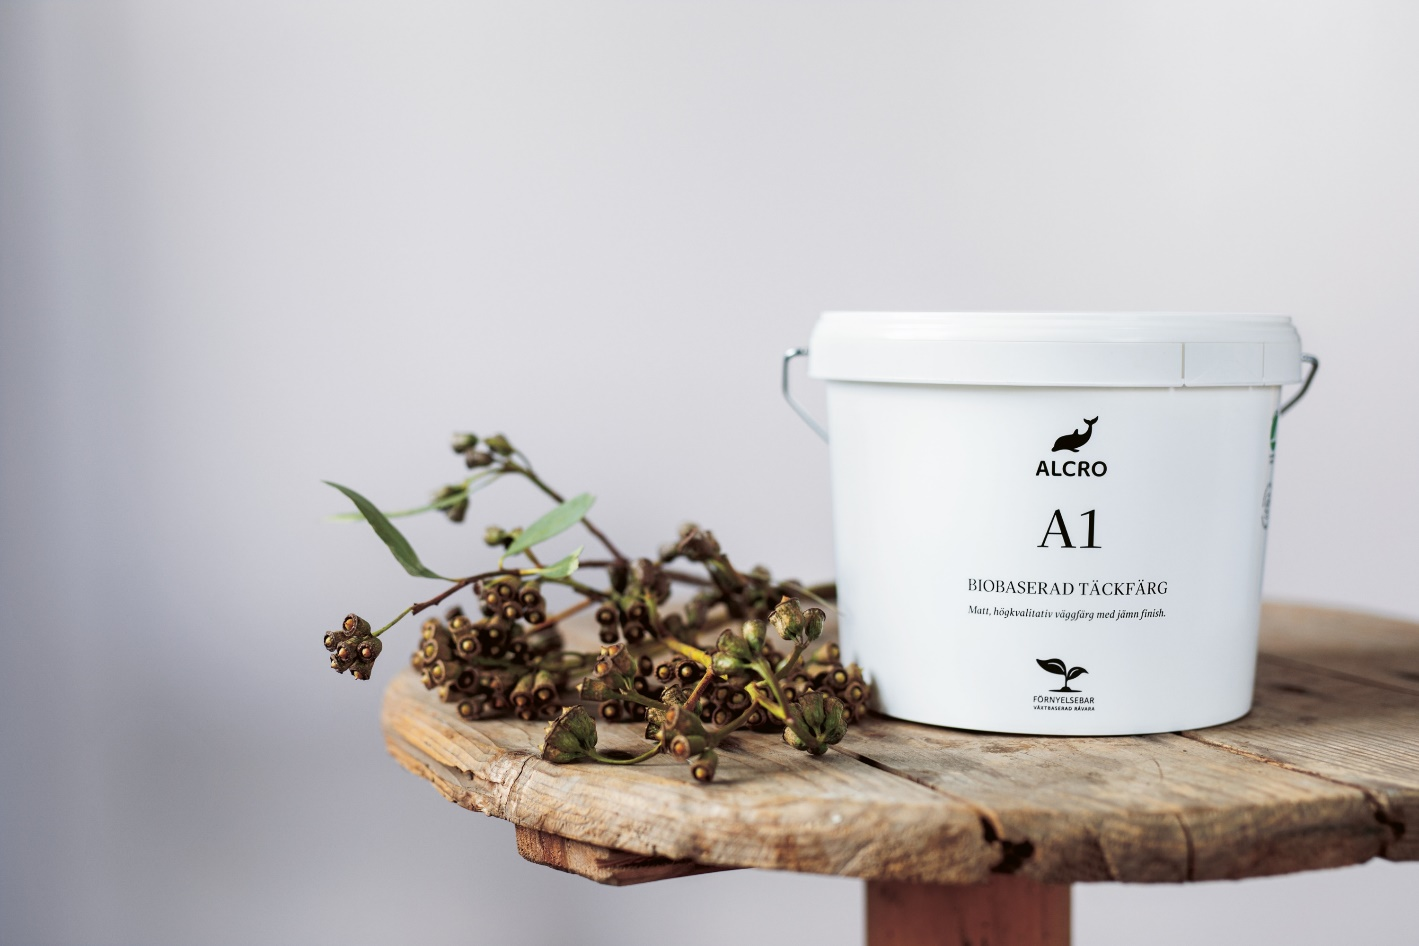 ALCRO
A1
BIOBASERAD TÄCKFÄRG
Matt, högkvalitativ väggfärg med jämn finish.
FÖRNYELSEBAR
VÄXTBASERAD RÅVARA